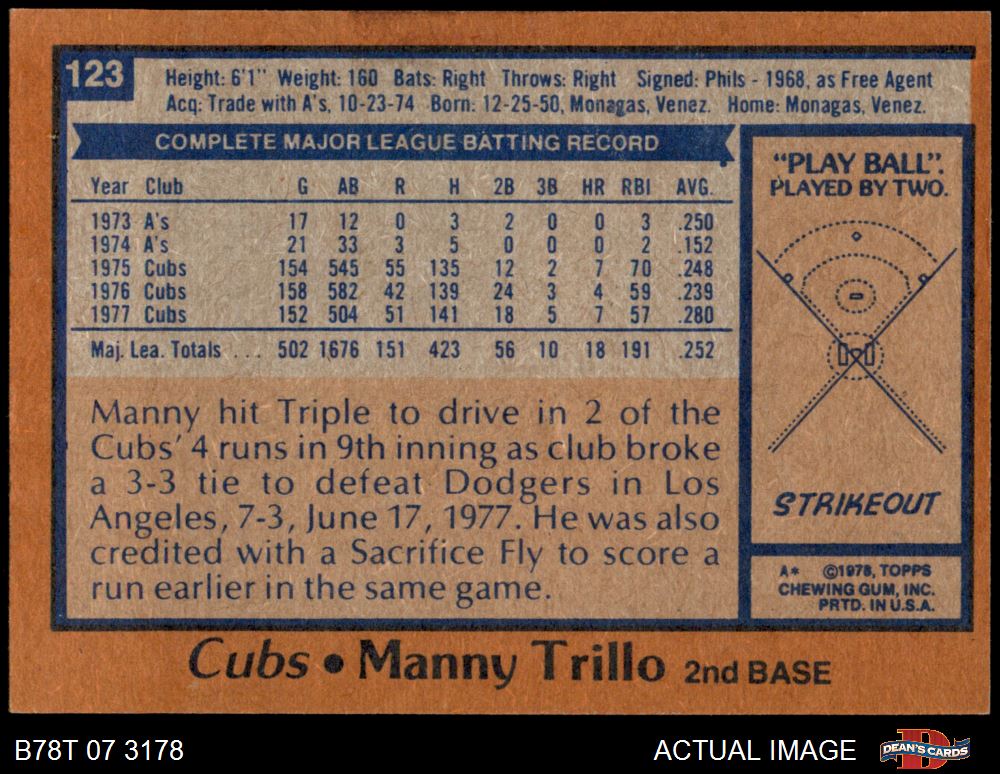 123
Height: 6'1" Weight: 160 Bats: Right Throws: Right Signed: Phils - 1968, as Free Agent
Acq: Trade with A's, 10-23-74 Born: 12-25-50, Monagas, Venez. Home: Monagas, Venez.
COMPLETE MAJOR LEAGUE BATTING RECORD
Year Club G AB R H 2B 3B HR RBI AVG.
1973 A's 17 12 0 3 2 0 0 3 .250
1974 A's 21 33 3 5 0 0 0 2 .152
1975 Cubs 154 545 55 135 12 2 7 70 .248
1976 Cubs 158 582 42 139 24 3 4 59 .239
1977 Cubs 152 504 51 141 18 5 7 57 .280
Maj. Lea. Totals ... 502 1676 151 423 56 10 18 191 .252
Manny hit Triple to drive in 2 of the
Cubs' 4 runs in 9th inning as club broke
a 3-3 tie to defeat Dodgers in Los
Angeles, 7-3, June 17, 1977. He was also
credited with a Sacrifice Fly to score a
run earlier in the same game.
"PLAY BALL":
PLAYED BY TWO.
STRIKEOUT
A* ©1978, TOPPS
CHEWING GUM, INC.
PRTD. IN U.S.A.
Cubs • Manny Trillo 2nd BASE
B78T 07 3178
ACTUAL IMAGE
DEAN'S CARDS